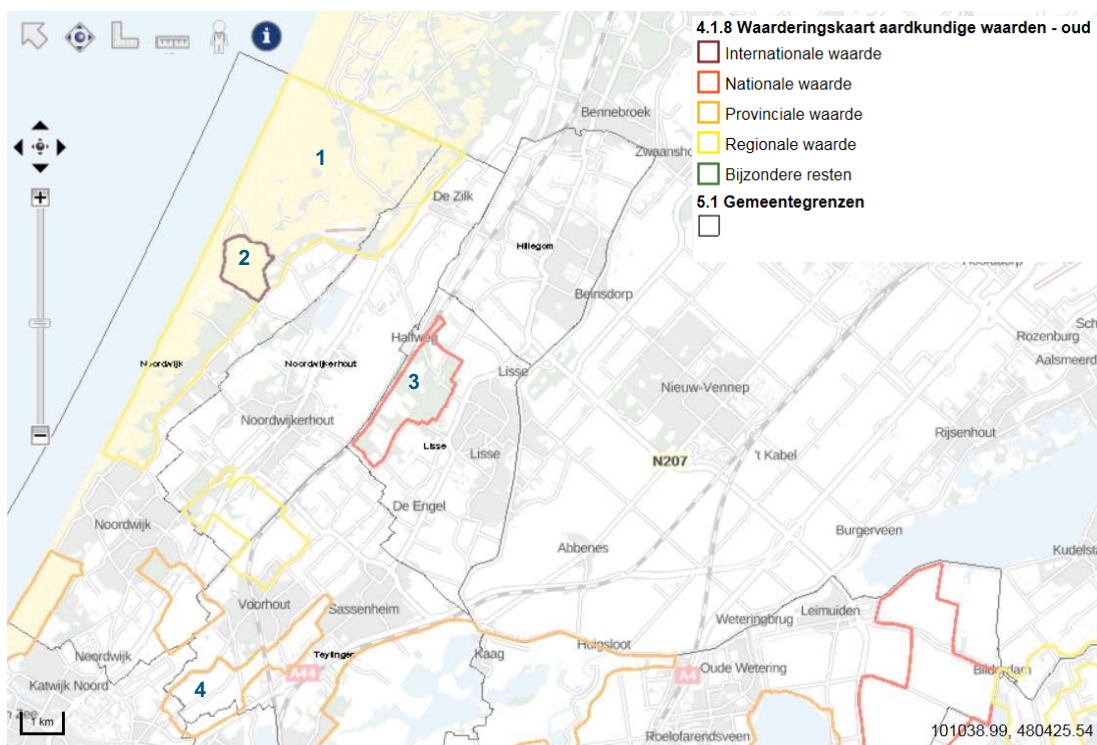 4.1.8 Waarderingskaart aardkundige waarden - oud
Internationale waarde
Nationale waarde
Provinciale waarde
Regionale waarde
Bijzondere resten
5.1 Gemeentegrenzen
i
Bennebroek
1
De Zilk
Hillegom
2
Beinsdorp
Rozenburg
Halfweg
Aalsmeerd
Noordwijk
Noordwijkerhout
Lisse
3
Nieuw-Vennep
Noordwijkerhout
Rijsenhout
Lisse
Lisse
't Kabel
N207
De Engel
Noordwijk
Burgerveen
Abbenes
Voorhout
Sassenheim
Leimuiden
Weteringbrug
Huigsloot
Noordwijk
Teylingen
Kaag
A44
A4
Oude Wetering
Bilderdam
Katwijk Noord
4
1 km
101038.99, 480425.54
Roelofarendsveen